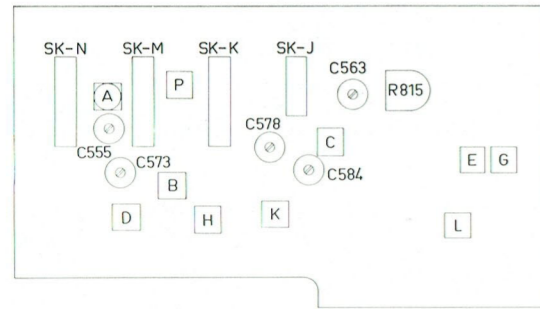 SK-N SK-M SK-K SK-J
C563
P
R815
A
C578
C555
C
C573
E G
C584
B
D H K
L